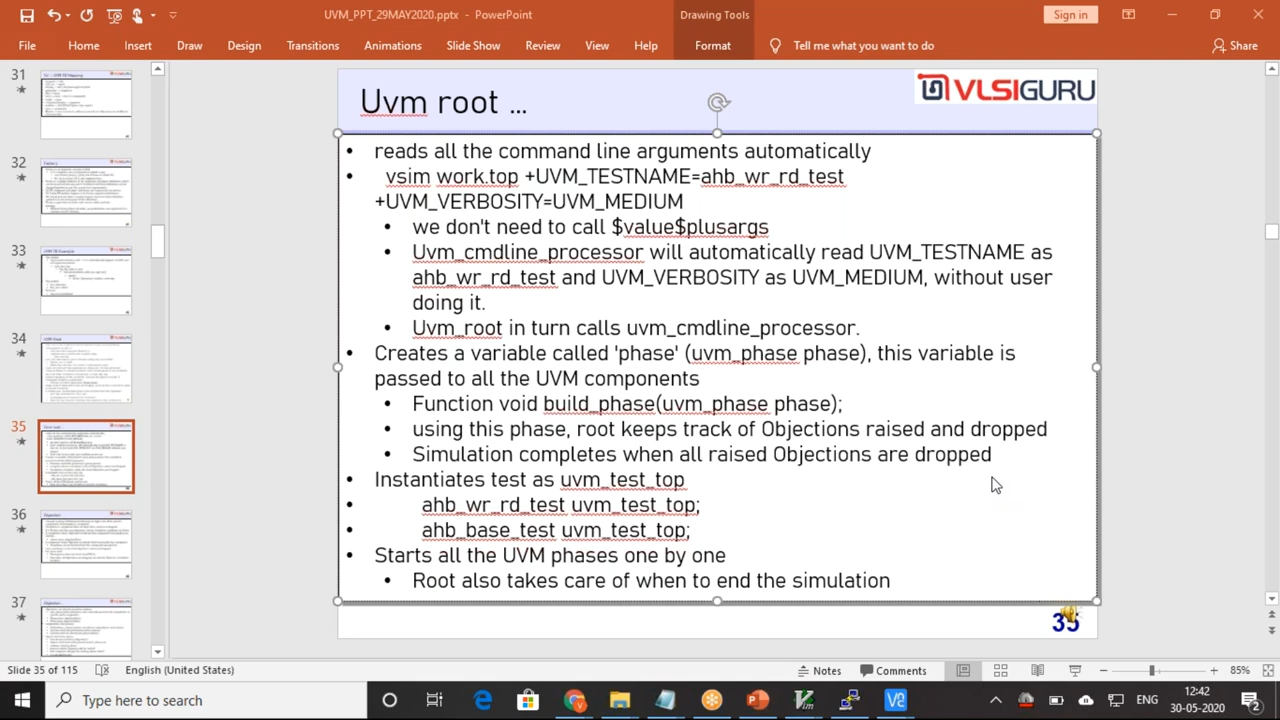 UVM_PPT_29MAY2020.pptx - PowerPoint
Drawing Tools
Sign in
File Home Insert Draw Design Transitions Animations Slide Show Review View Help Format Tell me what you want to do Share
31
32
33
34
35
36
37
Uvm root ...
VLSIGURU
• reads all the command line arguments automatically
• vsim work.top +UVM_TESTNAME=ahb_wr_rd_test
+UVM_VERBOSITY=UVM_MEDIUM
• we don't need to call $value$plusargs
• Uvm_cmdline_processor will automatically read UVM_TESTNAME as
ahb_wr_rd_test and UVM_VERBOSITY as UVM_MEDIUM, without user
doing it.
• Uvm_root in turn calls uvm_cmdline_processor.
• Creates a variable called 'phase' (uvm_phase phase), this variable is
passed to all the UVM components
• Function void build_phase(uvm_phase phase);
• using this phase, root keeps track of Objections raised and dropped
• Simulation completes when all raised Objections are dropped
• Instantiates test as uvm_test_top
• ahb_wr_rd_test uvm_test_top;
ahb_base_test uvm_test_top;
Starts all the UVM phases one by one
• Root also takes care of when to end the simulation
35
Slide 35 of 115 English (United States) Notes Comments 85%
Type here to search
ENG
12:42
30-05-2020
2